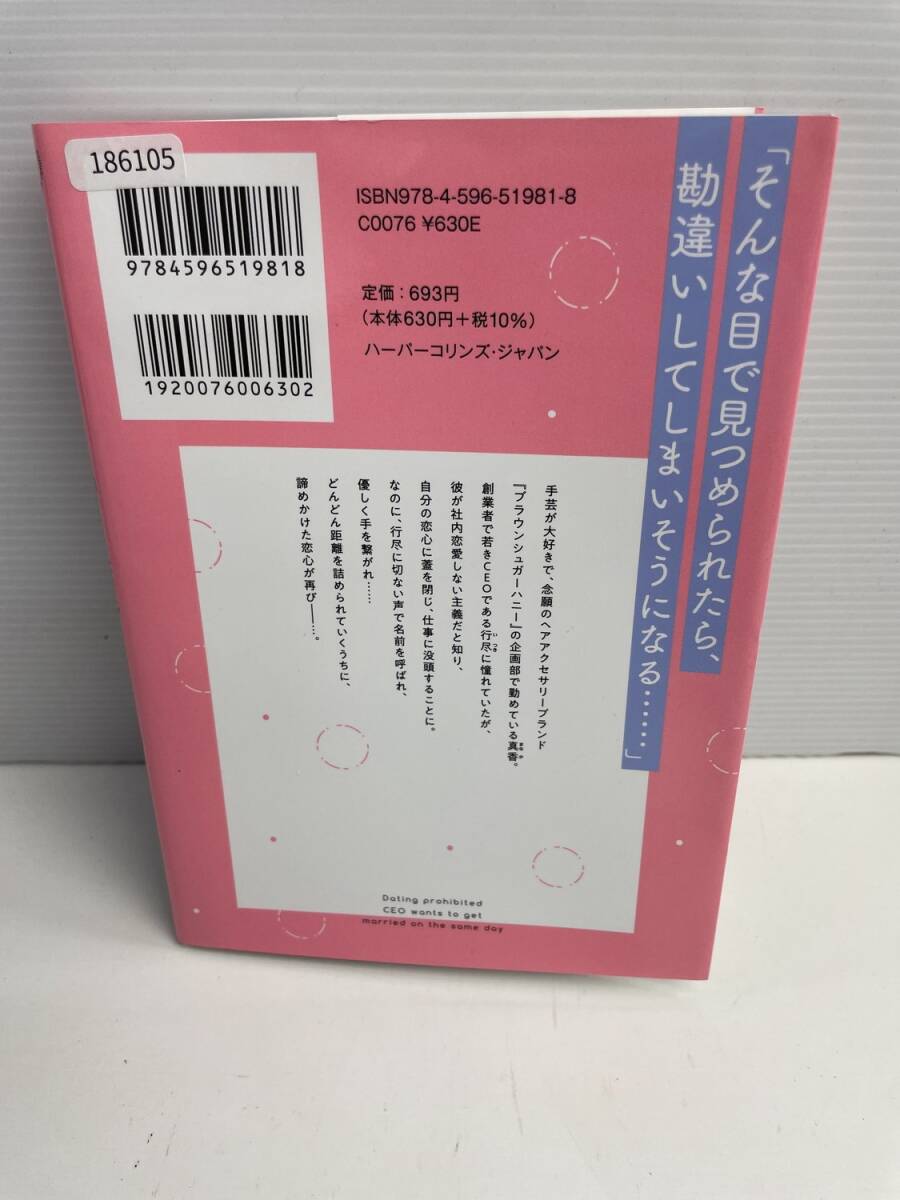 186105
9784596519818
1920076006302
ISBN978-4-596-51981-8
C0076 ¥630E
定価：693円
（本体630円＋税10％）
ハーパーコリンズ・ジャパン
「そんな目で見つめられたら、
勘違いしてしまいそうになる……」
手芸が大好きで、念願のヘアアクセサリーブランド
『ブラウンシュガーハニー』の企画部で勤めている真香。
創業者で若きCEOである行尽に憧れていたが、
彼が社内恋愛しない主義だと知り、
自分の恋心に蓋を閉じ、仕事に没頭することに。
なのに、行尽に切ない声で名前を呼ばれ、
優しく手を繋がれ……
どんどん距離を詰められていくうちに、
諦めかけた恋心が再び――。
Dating prohibited
CEO wants to get
married on the same day